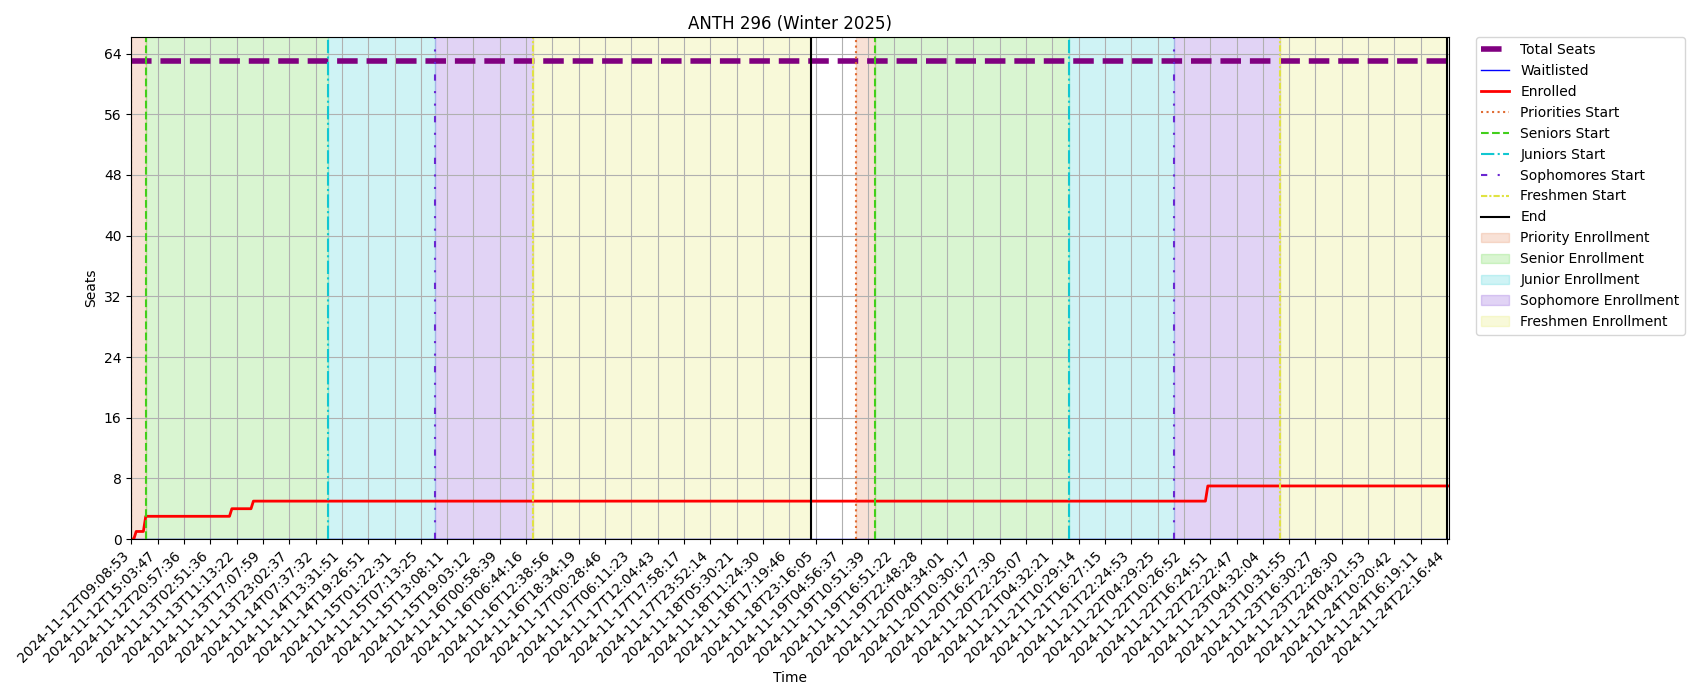 ANTH 296 (Winter 2025)
64
56
48
40
32
24
16
8
0
Seats
2024-11-12T09:08:53
2024-11-12T15:03:47
2024-11-12T20:57:36
2024-11-13T02:51:36
2024-11-13T11:13:22
2024-11-13T17:07:59
2024-11-13T23:02:37
2024-11-14T07:37:32
2024-11-14T13:31:51
2024-11-14T19:26:51
2024-11-15T01:22:31
2024-11-15T07:13:25
2024-11-15T13:08:11
2024-11-15T19:03:12
2024-11-16T00:58:39
2024-11-16T06:44:16
2024-11-16T12:38:56
2024-11-16T18:34:19
2024-11-17T00:28:46
2024-11-17T06:11:23
2024-11-17T12:04:43
2024-11-17T17:58:17
2024-11-17T23:52:14
2024-11-18T05:30:21
2024-11-18T11:24:30
2024-11-18T17:19:46
2024-11-18T23:16:05
2024-11-19T04:56:37
2024-11-19T10:51:39
2024-11-19T16:51:22
2024-11-19T22:48:28
2024-11-20T04:34:01
2024-11-20T10:30:17
2024-11-20T16:27:30
2024-11-20T22:25:07
2024-11-21T04:32:21
2024-11-21T10:29:14
2024-11-21T16:27:15
2024-11-21T22:24:53
2024-11-22T04:29:25
2024-11-22T10:26:52
2024-11-22T16:24:51
2024-11-22T22:22:47
2024-11-23T04:32:04
2024-11-23T10:31:55
2024-11-23T16:30:27
2024-11-23T22:28:30
2024-11-24T04:21:53
2024-11-24T10:20:42
2024-11-24T16:19:11
2024-11-24T22:16:44
Time
Total Seats
Waitlisted
Enrolled
Priorities Start
Seniors Start
Juniors Start
Sophomores Start
Freshmen Start
End
Priority Enrollment
Senior Enrollment
Junior Enrollment
Sophomore Enrollment
Freshmen Enrollment